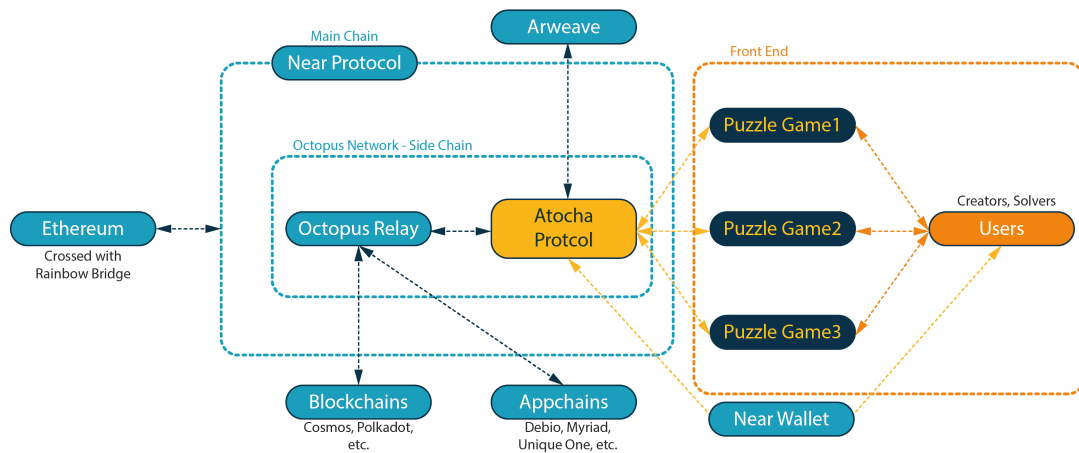 Arweave
Main Chain
Near Protocol
Front End
Puzzle Game1
Octopus Network - Side Chain
Creators, Solvers
Ethereum
Octopus Relay
Atocha
Protcol
Puzzle Game2
Users
Crossed with
Rainbow Bridge
Puzzle Game3
Blockchains
Appchains
Near Wallet
Cosmos, Polkadot,
etc.
Debio, Myriad,
Unique One, etc.